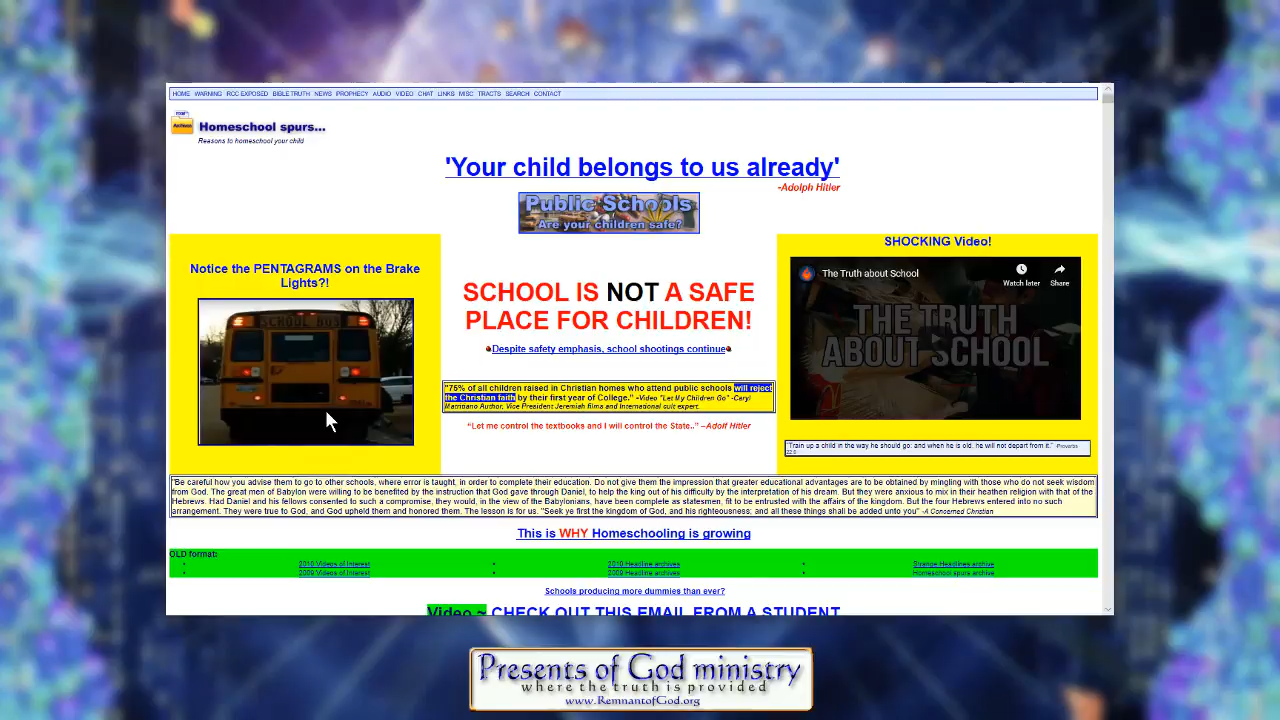 HOME WARNING RCC EXPOSED BIBLE TRUTH NEWS PROPHECY AUDIO VIDEO CHAT LINKS MISC TRACTS SEARCH CONTACT
Homeschool spurs...
Reasons to homeschool your child
'Your child belongs to us already'
-Adolph Hitler
Public Schools
Are your children safe?
Notice the PENTAGRAMS on the Brake
Lights?!
SCHOOL BUS
SCHOOL IS NOT A SAFE
PLACE FOR CHILDREN!
Despite safety emphasis, school shootings continue
"75% of all children raised in Christian homes who attend public schools will reject
the Christian faith by their first year of College." -Video "Let My Children Go" -Caryl
Matrisiano Author, Vice President Jeremiah films and International cult expert.
"Let me control the textbooks and I will control the State.." –Adolf Hitler
SHOCKING Video!
The Truth about School
Watch later
Share
THE TRUTH
ABOUT SCHOOL
"Train up a child in the way he should go: and when he is old, he will not depart from it." -Proverbs
"Be careful how you advise them to go to other schools, where error is taught, in order to complete their education. Do not give them the impression that greater educational advantages are to be obtained by mingling with those who do not seek wisdom
from God. The great men of Babylon were willing to be benefited by the instruction that God gave through Daniel, to help the king out of his difficulty by the interpretation of his dream. But they were anxious to mix in their heathen religion with that of the
Hebrews. Had Daniel and his fellows consented to such a compromise, they would, in the view of the Babylonians, have been complete as statesmen, fit to be entrusted with the affairs of the kingdom. But the four Hebrews entered into no such
arrangement. They were true to God, and God upheld them and honored them. The lesson is for us. "Seek ye first the kingdom of God, and his righteousness; and all these things shall be added unto you" -A Concerned Christian
This is WHY Homeschooling is growing
OLD format:
2010 Videos of Interest
2009 Videos of Interest
2010 Headline archives
2009 Headline archives
Strange Headlines archive
Homeschool spurs archive
Schools producing more dummies than ever?
Video ~ CHECK OUT THIS EMAIL FROM A STUDENT
Presents of God ministry
where the truth is provided
www.RemnantofGod.org